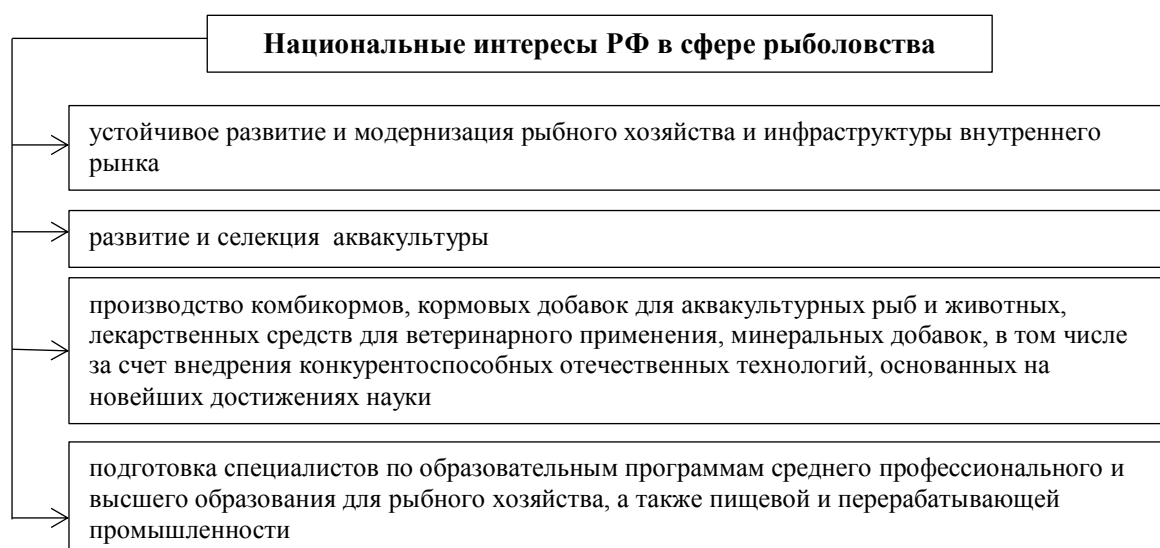 Национальные интересы РФ в сфере рыболовства
устойчивое развитие и модернизация рыбного хозяйства и инфраструктуры внутреннего
рынка
развитие и селекция аквакультуры
производство комбикормов, кормовых добавок для аквакультурных рыб и животных,
лекарственных средств для ветеринарного применения, минеральных добавок, в том числе
за счет внедрения конкурентоспособных отечественных технологий, основанных на
новейших достижениях науки
подготовка специалистов по образовательным программам среднего профессионального и
высшего образования для рыбного хозяйства, а также пищевой и перерабатывающей
промышленности